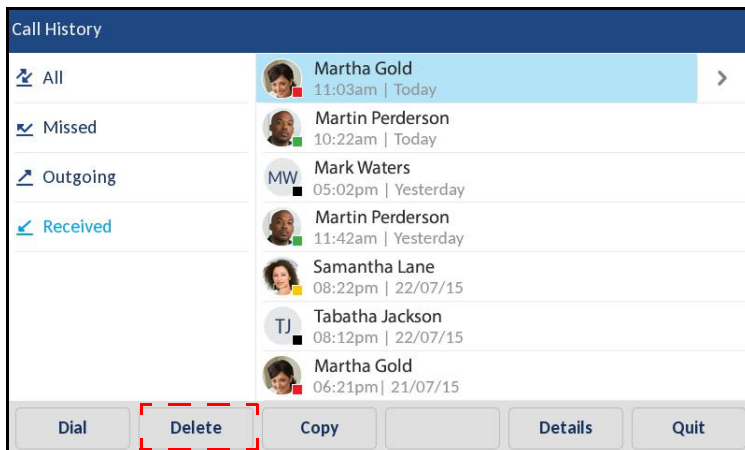 Call History
All
Missed
Outgoing
Received
Martha Gold
11:03am | Today
Martin Perderson
10:22am | Today
MW
Mark Waters
05:02pm | Yesterday
Martin Perderson
11:42am | Yesterday
Samantha Lane
08:22pm | 22/07/15
TJ
Tabatha Jackson
08:12pm | 22/07/15
Martha Gold
06:21pm| 21/07/15
Dial
Delete
Copy
Details
Quit